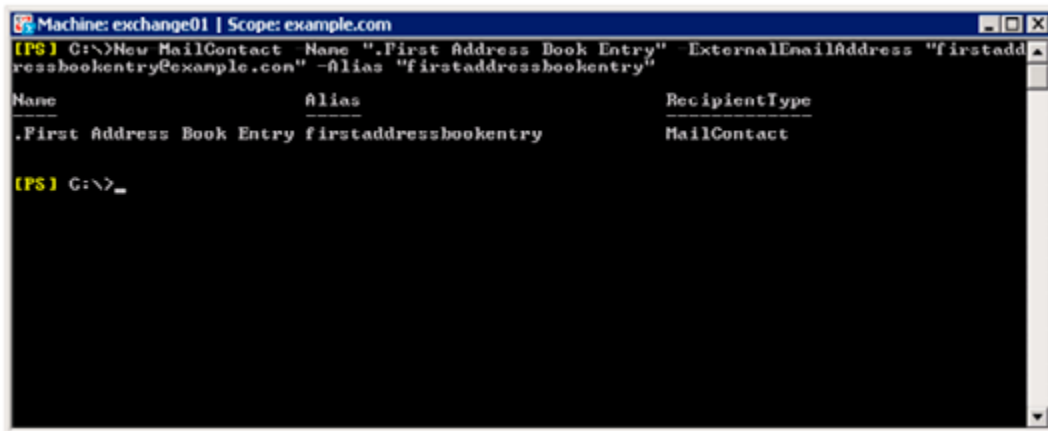 Machine: exchange01 | Scope: example.com
[PS] C:\>New-MailContact -Name ".First Address Book Entry" -ExternalEmailAddress "firstadd
ressbookentry@example.com" -Alias "firstaddressbookentry"
Name Alias RecipientType
---- ----- -------------
.First Address Book Entry firstaddressbookentry MailContact
[PS] C:\>_